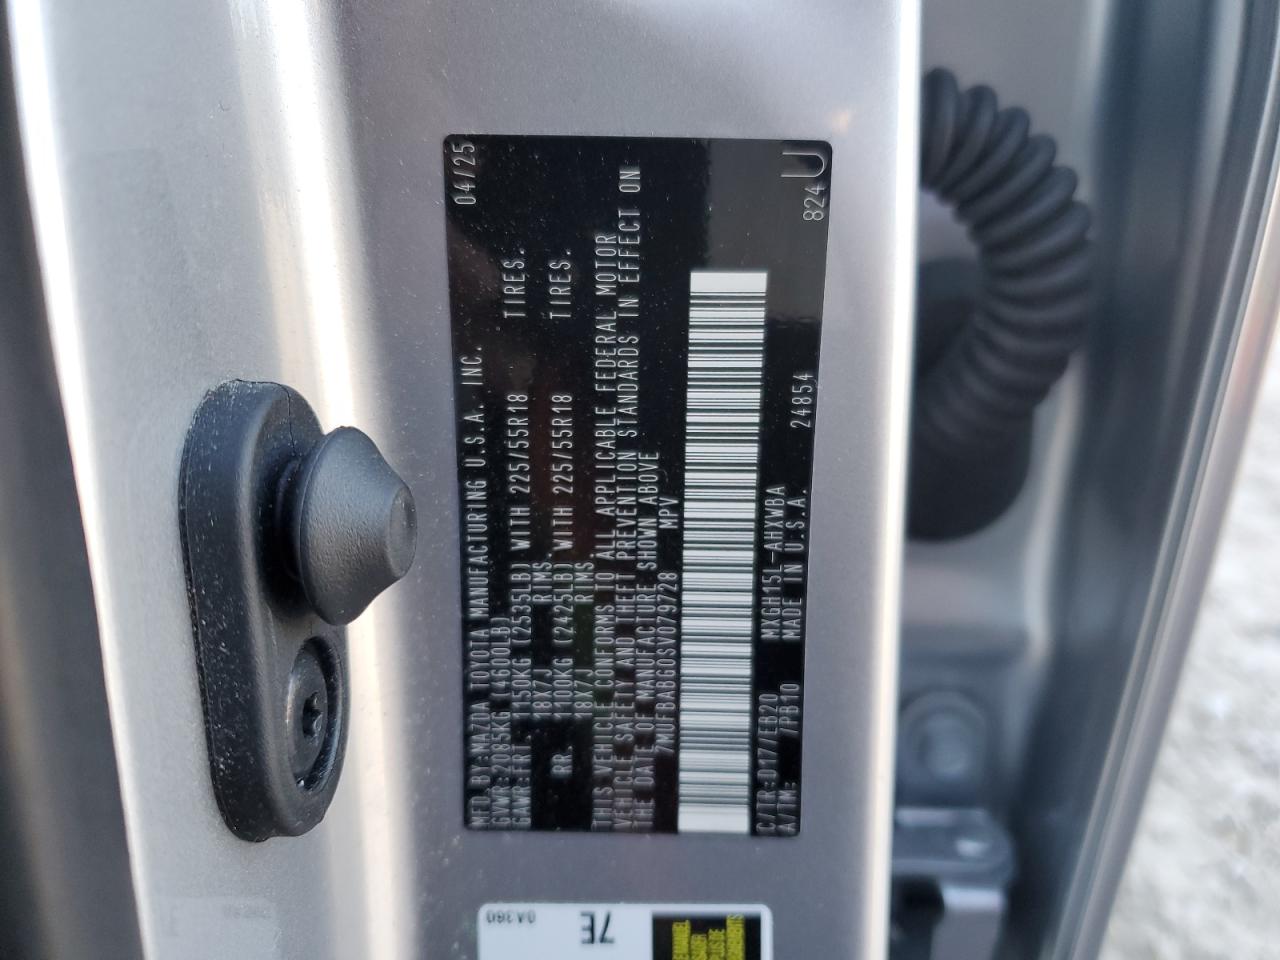 MFD.BY:MAZDA TOYOTA MANUFACTURING U.S.A. INC. 04/25
GVWR:2085KG(4600LB)
GAWR:FRT 1150KG (2535LB) WITH 225/55R18 TIRES.
18X7J RIMS.
RR. 1100KG (2425LB) WITH 225/55R18 TIRES.
18X7J RIMS.
THIS VEHICLE CONFORMS TO ALL APPLICABLE FEDERAL MOTOR
VEHICLE SAFETY AND THEFT PREVENTION STANDARDS IN EFFECT ON
THE DATE OF MANUFACTURE SHOWN ABOVE
7MUFBABG0SV079728 MPV
C/TR:D17/EB20 MXGH15L-AHXWBA 24854 824 U
A/TM: /PB10 MADE IN U.S.A.
0A360
7E